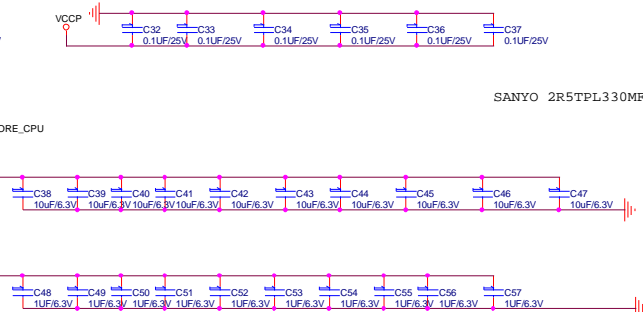 VCCP
C32 C33 C34 C35 C36 C37
0.1UF/25V 0.1UF/25V 0.1UF/25V 0.1UF/25V 0.1UF/25V 0.1UF/25V
SANYO 2R5TPL330MF
ORE_CPU
C38 C39 C40 C41 C42 C43 C44 C45 C46 C47
10uF/6.3V 10uF/6.3V 10uF/6.3V 10uF/6.3V 10uF/6.3V 10uF/6.3V 10uF/6.3V 10uF/6.3V 10uF/6.3V 10uF/6.3V
C48 C49 C50 C51 C52 C53 C54 C55 C56 C57
1UF/6.3V 1UF/6.3V 1UF/6.3V 1UF/6.3V 1UF/6.3V 1UF/6.3V 1UF/6.3V 1UF/6.3V 1UF/6.3V 1UF/6.3V